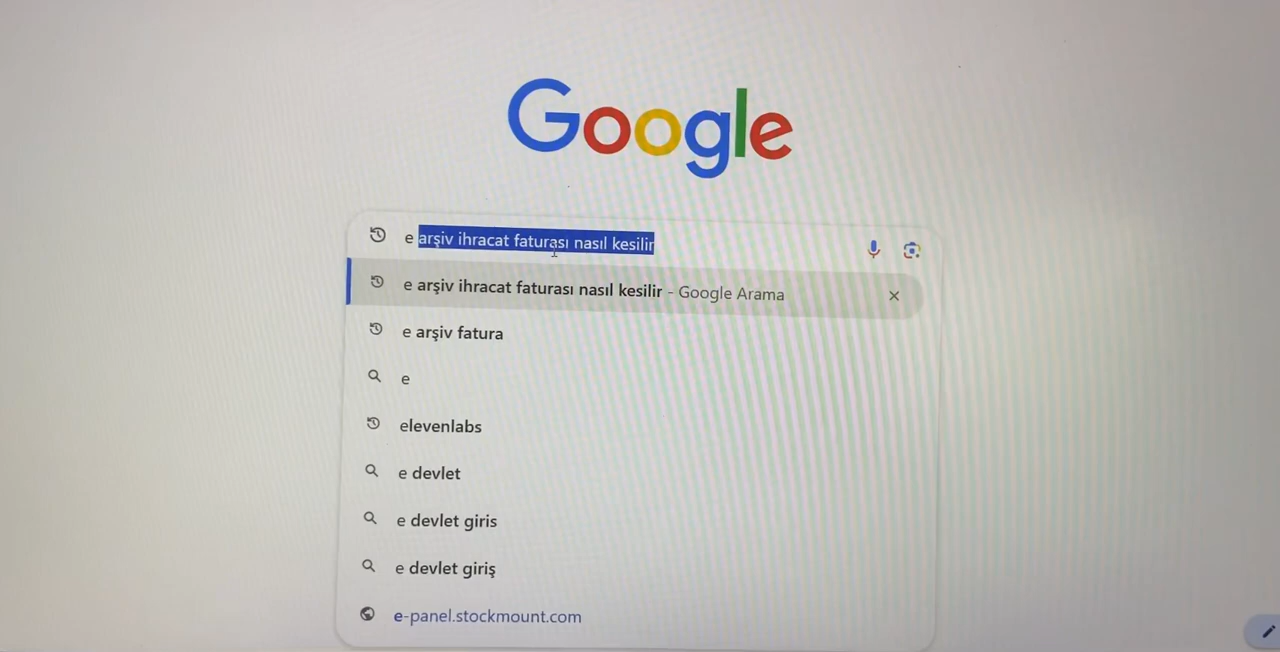 Google
e arşiv ihracat faturası nasıl kesilir
e arşiv ihracat faturası nasıl kesilir - Google Arama
e arşiv fatura
e
elevenlabs
e devlet
e devlet giris
e devlet giriş
e-panel.stockmount.com